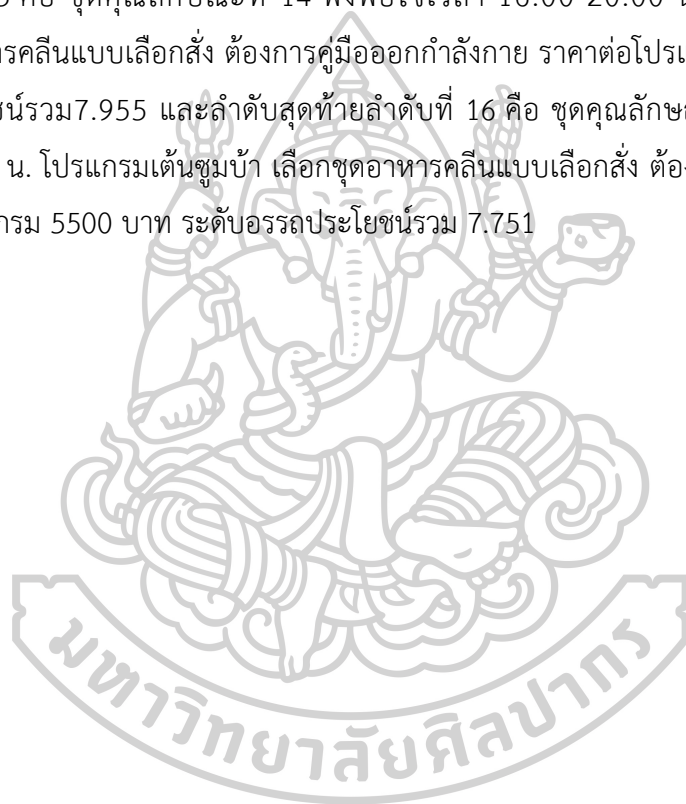 คือ ชุดคุณลักษณะที่ 14 พึงพอใจเวลา 16.00-20.00
รคลีนแบบเลือกสั่ง ต้องการคู่มือออกกำลังกาย ราคาต่อโปรแ
ชน์รวม7.955 และลำดับสุดท้ายลำดับที่ 16 คือ ชุดคุณลักษ
น. โปรแกรมเต้นซูมบ้า เลือกชุดอาหารคลีนแบบเลือกสั่ง ต้อง
กรม 5500 บาท ระดับอรรถประโยชน์รวม 7.751
มหาวิทยาลัยศิลปากร